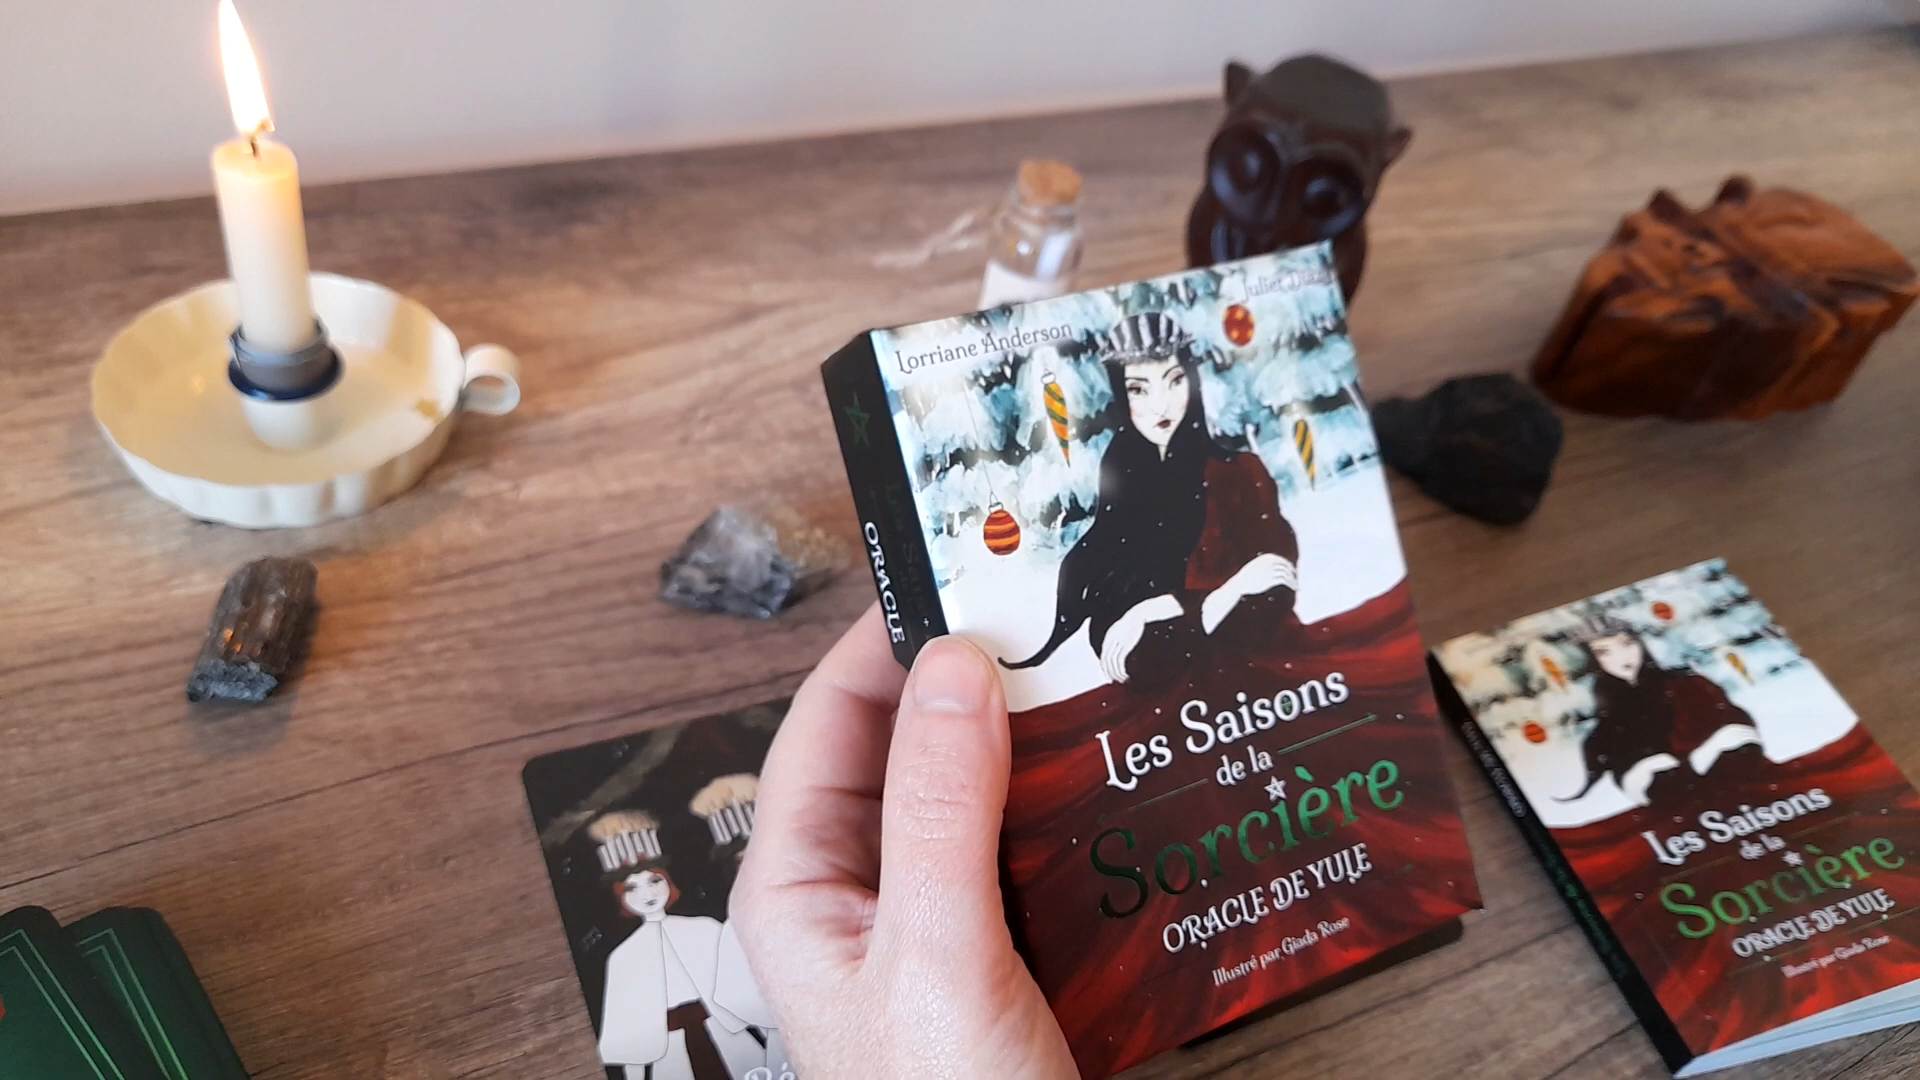 Lorriane Anderson
Juliet Diaz
ORACLE
Les Saisons
de la
Sorcière
ORACLE DE YULE
Illustré par Giada Rose
Les Saisons
de la
Sorcière
ORACLE DE YULE
Illustré par Giada Rose